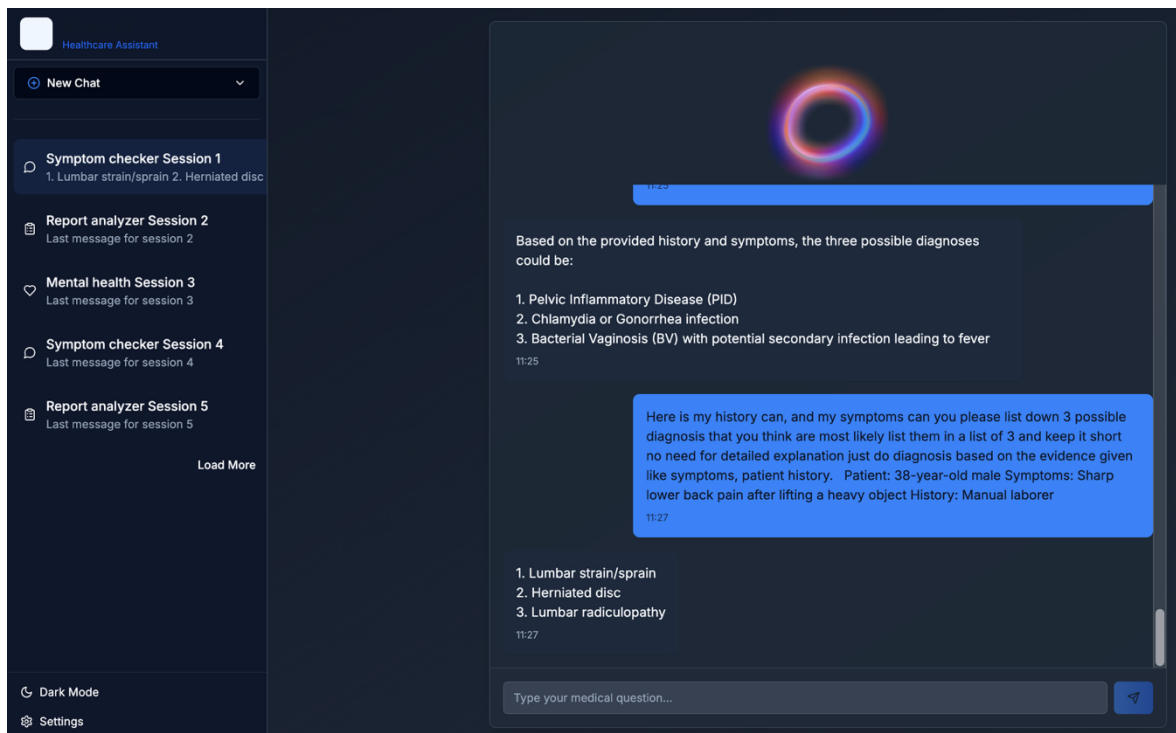 Healthcare Assistant
New Chat
Symptom checker Session 1
1. Lumbar strain/sprain 2. Herniated disc
Report analyzer Session 2
Last message for session 2
Mental health Session 3
Last message for session 3
Symptom checker Session 4
Last message for session 4
Report analyzer Session 5
Last message for session 5
Load More
Dark Mode
Settings
11:25
Based on the provided history and symptoms, the three possible diagnoses
could be:
1. Pelvic Inflammatory Disease (PID)
2. Chlamydia or Gonorrhea infection
3. Bacterial Vaginosis (BV) with potential secondary infection leading to fever
11:25
Here is my history can, and my symptoms can you please list down 3 possible
diagnosis that you think are most likely list them in a list of 3 and keep it short
no need for detailed explanation just do diagnosis based on the evidence given
like symptoms, patient history. Patient: 38-year-old male Symptoms: Sharp
lower back pain after lifting a heavy object History: Manual laborer
11:27
1. Lumbar strain/sprain
2. Herniated disc
3. Lumbar radiculopathy
11:27
Type your medical question...